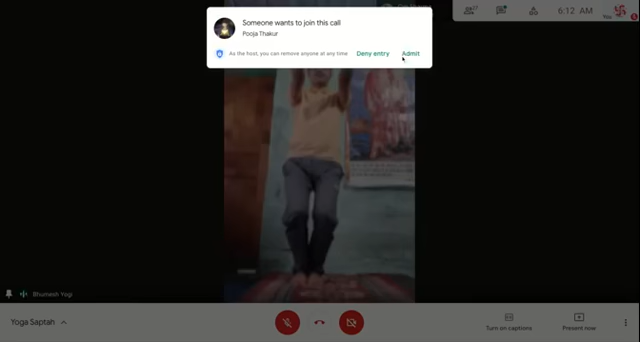 Someone wants to join this call
Pooja Thakur
As the host, you can remove anyone at any time
Deny entry
Admit
6:12 AM
You
Bhumesh Yogi
Yoga Saptah
Turn on captions
Present now